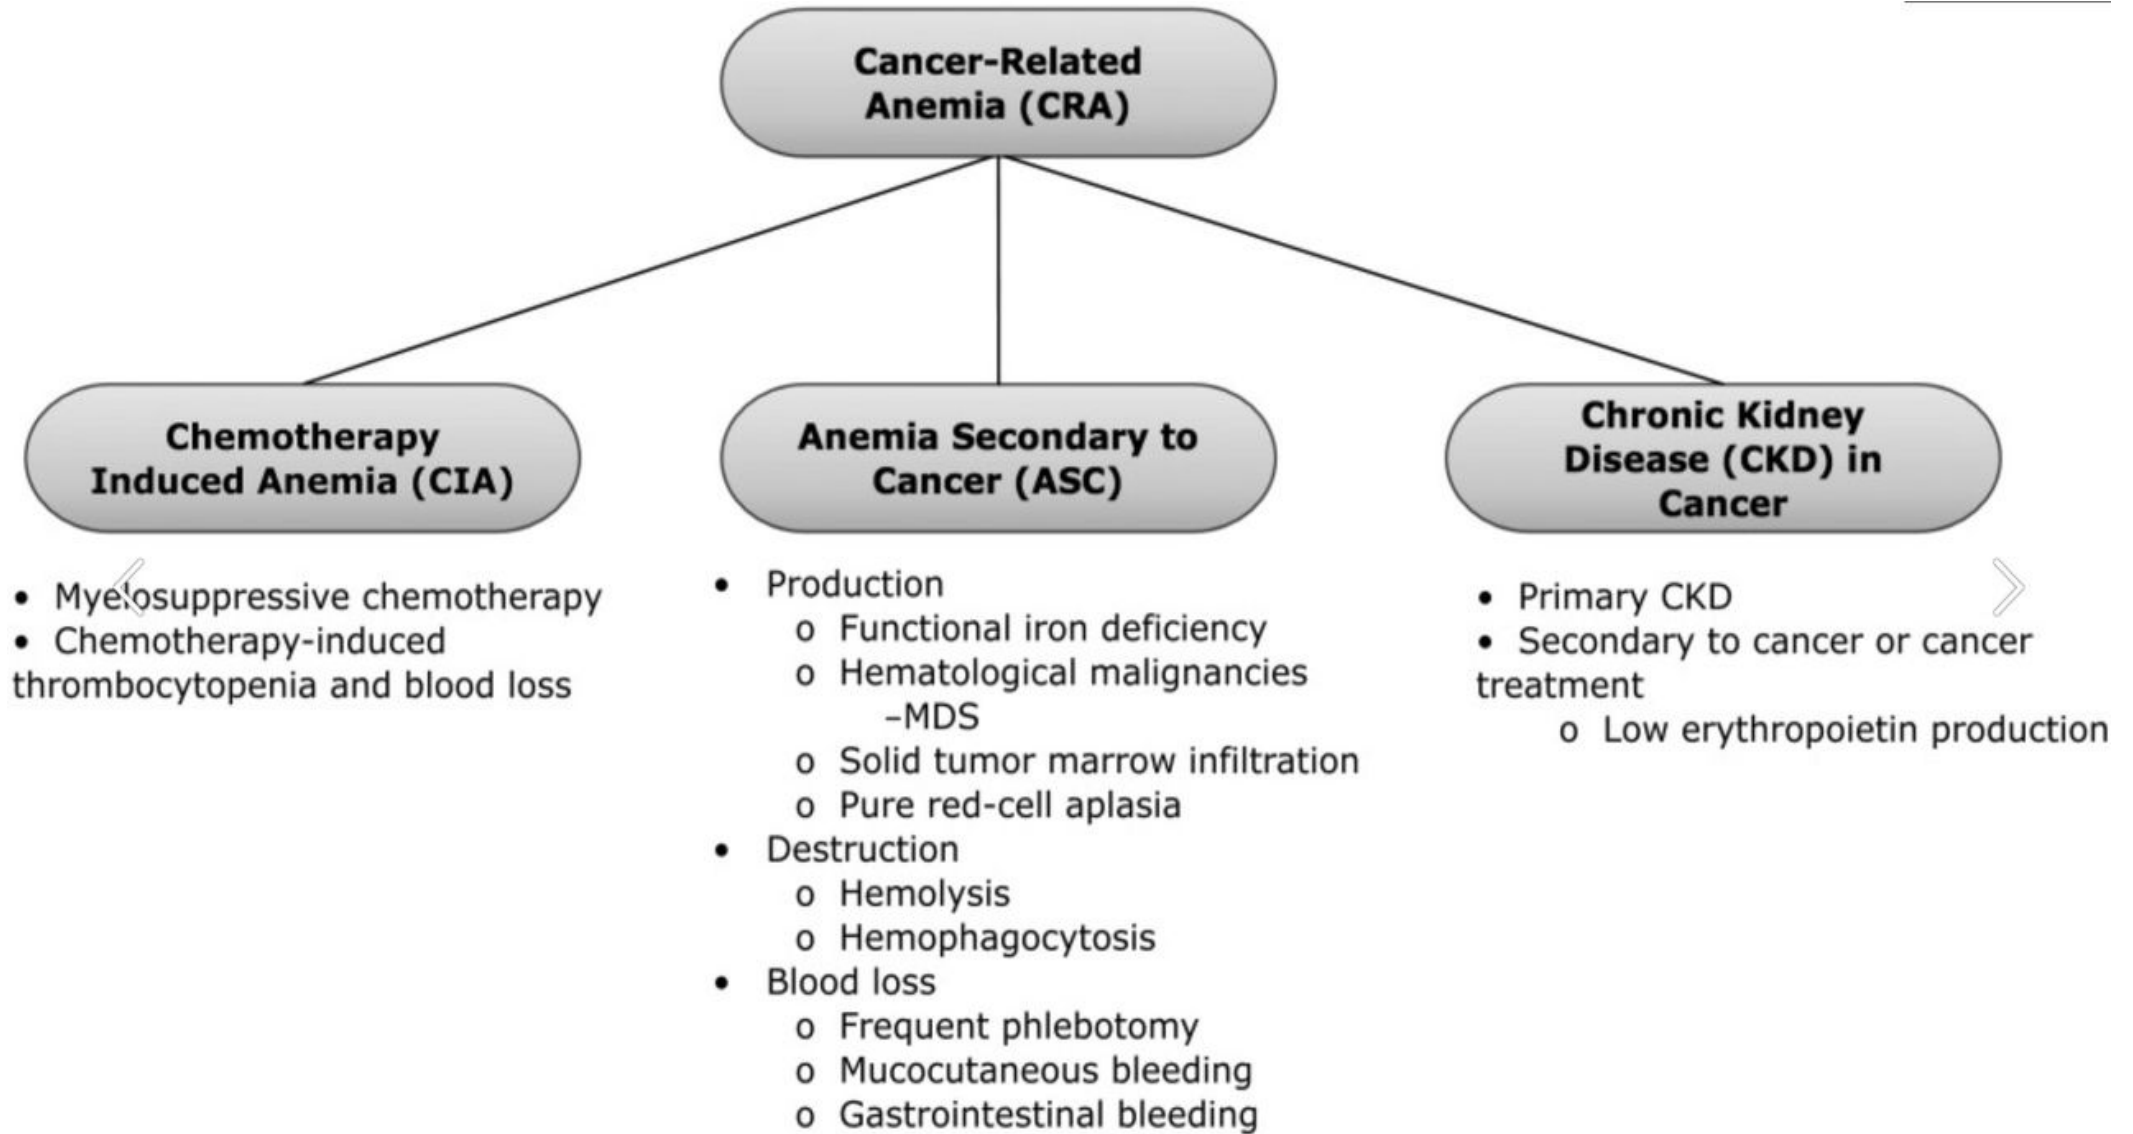 Cancer-Related
Anemia (CRA)
Chemotherapy
Induced Anemia (CIA)
• Myelosuppressive chemotherapy
• Chemotherapy-induced
thrombocytopenia and blood loss
Anemia Secondary to
Cancer (ASC)
• Production
o Functional iron deficiency
o Hematological malignancies
–MDS
o Solid tumor marrow infiltration
o Pure red-cell aplasia
• Destruction
o Hemolysis
o Hemophagocytosis
• Blood loss
o Frequent phlebotomy
o Mucocutaneous bleeding
o Gastrointestinal bleeding
Chronic Kidney
Disease (CKD) in
Cancer
• Primary CKD
• Secondary to cancer or cancer
treatment
o Low erythropoietin production